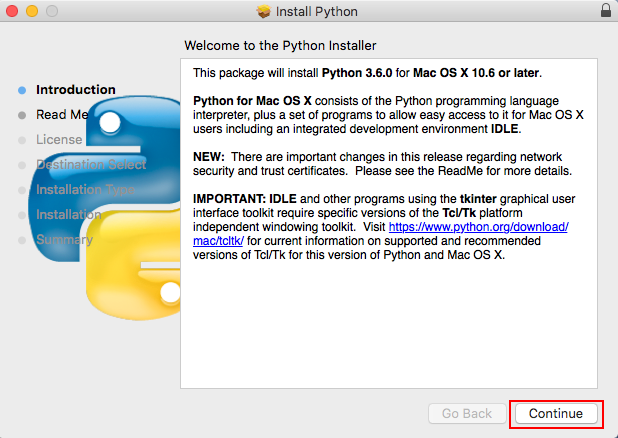 Install Python
Welcome to the Python Installer
Introduction
Read Me
License
Destination Select
Installation Type
Installation
Summary
This package will install Python 3.6.0 for Mac OS X 10.6 or later.
Python for Mac OS X consists of the Python programming language
interpreter, plus a set of programs to allow easy access to it for Mac OS X
users including an integrated development environment IDLE.
NEW:  There are important changes in this release regarding network
security and trust certificates.  Please see the ReadMe for more details.
IMPORTANT: IDLE and other programs using the tkinter graphical user
interface toolkit require specific versions of the Tcl/Tk platform
independent windowing toolkit.  Visit https://www.python.org/download/
mac/tcltk/ for current information on supported and recommended
versions of Tcl/Tk for this version of Python and Mac OS X.
Go Back
Continue